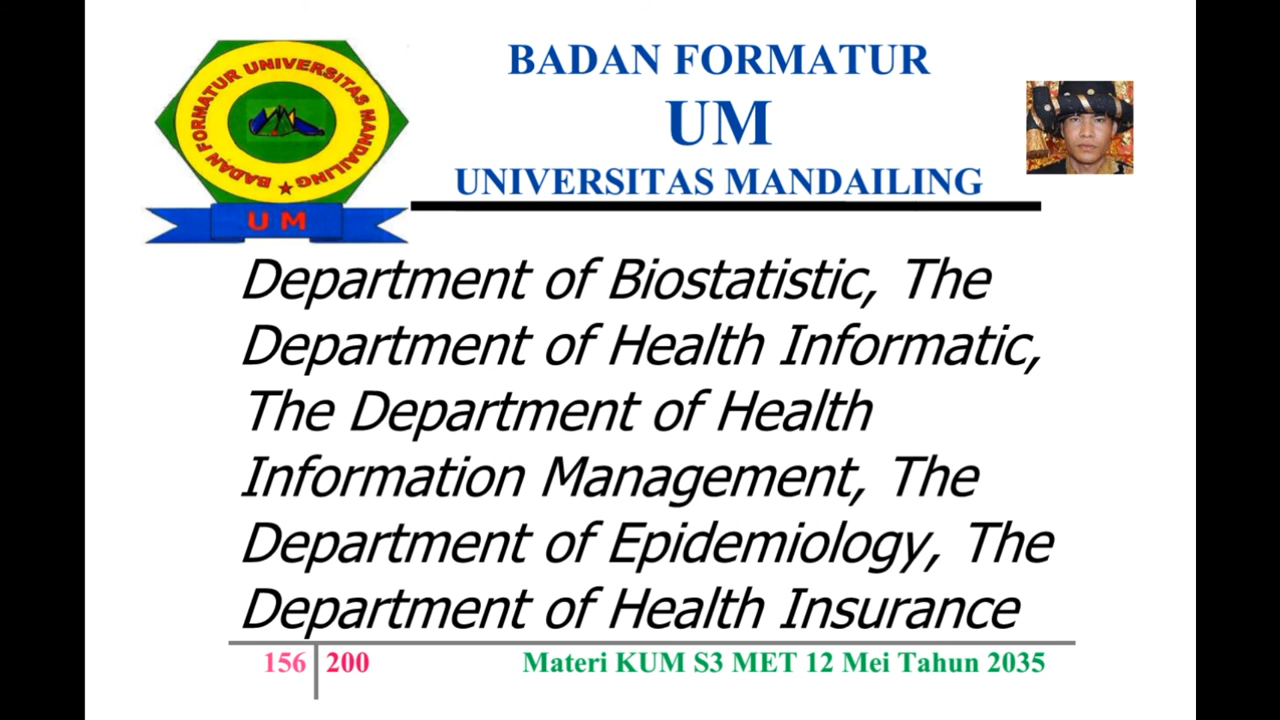 BADAN FORMATUR UNIVERSITAS MANDAILING
U M
BADAN FORMATUR
UM
UNIVERSITAS MANDAILING
Department of Biostatistic, The
Department of Health Informatic,
The Department of Health
Information Management, The
Department of Epidemiology, The
Department of Health Insurance
156 200
Materi KUM S3 MET 12 Mei Tahun 2035